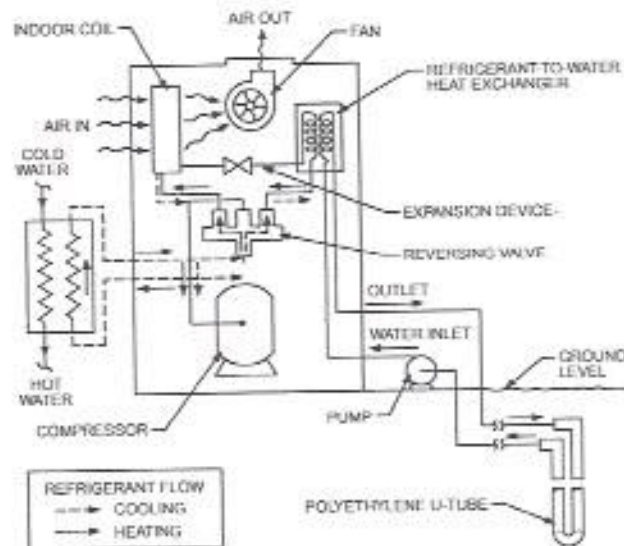 AIR OUT
INDOOR COIL
FAN
REFRIGERANT-TO-WATER
HEAT EXCHANGER
AIR IN
COLD
WATER
EXPANSION DEVICE
REVERSING VALVE
OUTLET
WATER INLET
GROUND
LEVEL
HOT
WATER
PUMP
COMPRESSOR
REFRIGERANT FLOW
COOLING
HEATING
POLYETHYLENE U-TUBE